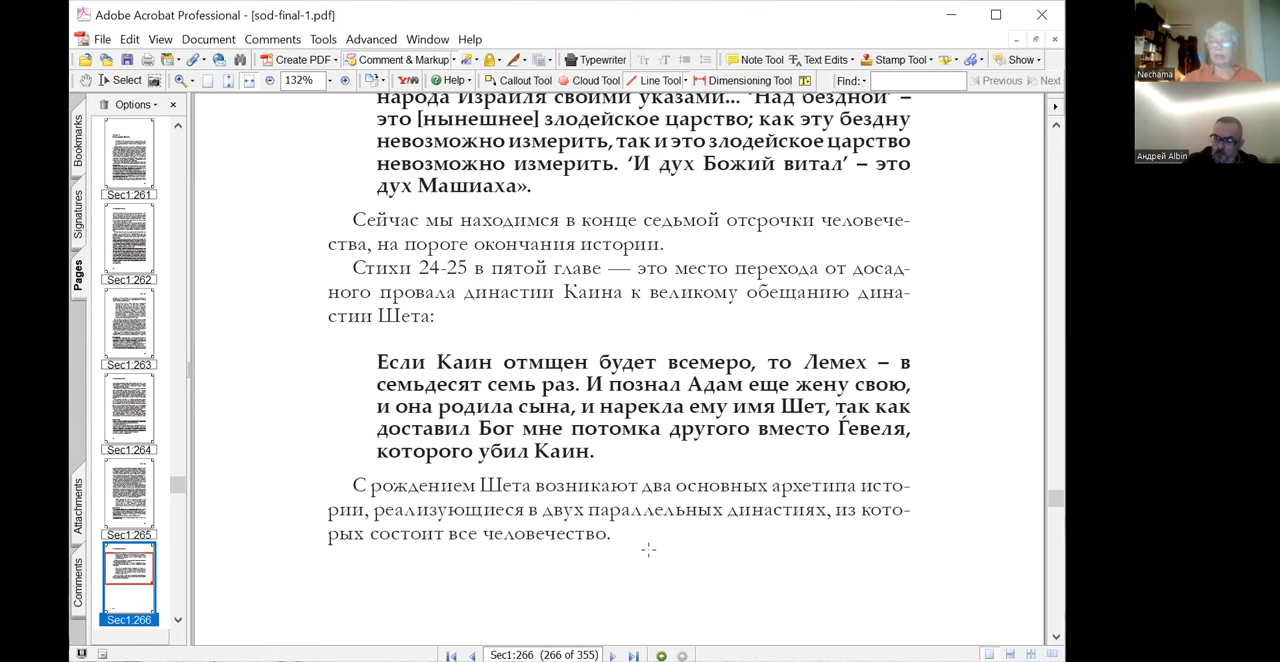 Adobe Acrobat Professional - [sod-final-1.pdf]
File Edit View Document Comments Tools Advanced Window Help
Create PDF Comment & Markup Typewriter Note Tool Text Edits Stamp Tool Show
Select 132% Help Callout Tool Cloud Tool Line Tool Dimensioning Tool Find: Previous Next
Options
Bookmarks
Signatures
Pages
Attachments
Comments
Sec1:261
Sec1:262
Sec1:263
Sec1:264
Sec1:265
Sec1:266
народа Израиля своими указами... ‘Над бездной’ –
это [нынешнее] злодейское царство; как эту бездну
невозможно измерить, так и это злодейское царство
невозможно измерить. ‘И дух Божий витал’ – это
дух Машиаха».
Сейчас мы находимся в конце седьмой отсрочки человече-
ства, на пороге окончания истории.
Стихи 24-25 в пятой главе — это место перехода от досад-
ного провала династии Каина к великому обещанию дина-
стии Шета:
Если Каин отмщен будет всемеро, то Лемех – в
семьдесят семь раз. И познал Адам еще жену свою,
и она родила сына, и нарекла ему имя Шет, так как
доставил Бог мне потомка другого вместо Ѓевеля,
которого убил Каин.
С рождением Шета возникают два основных архетипа исто-
рии, реализующиеся в двух параллельных династиях, из кото-
рых состоит все человечество.
Sec1:266 (266 of 355)
Nechama
Андрей Albin